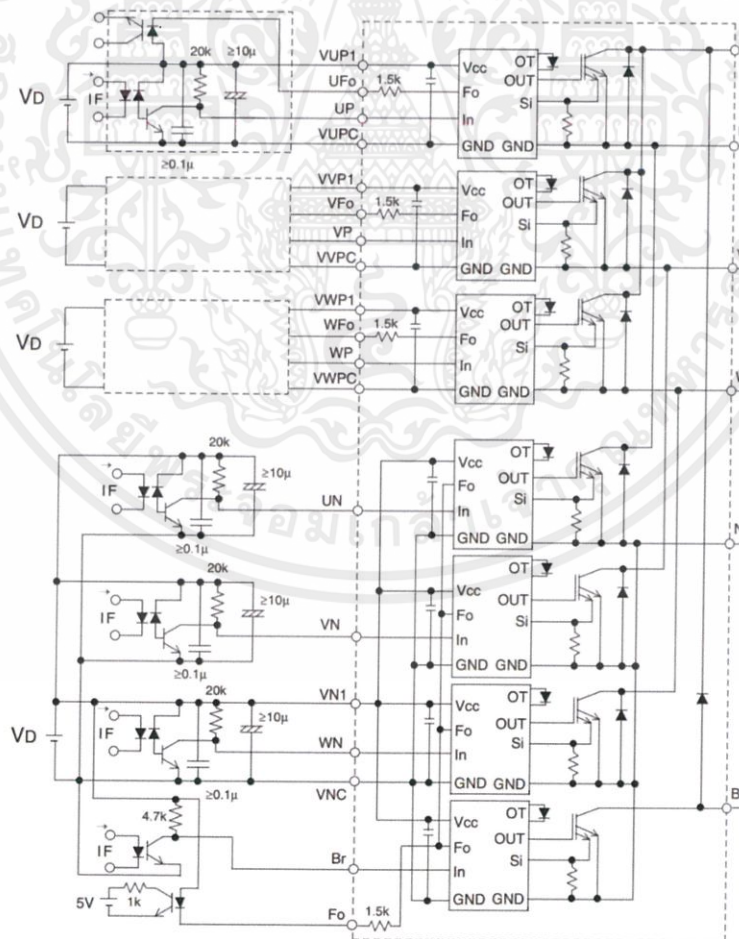 20k
≥10μ
VUP1
UFo
1.5k
UP
VUPC
VD
IF
≥0.1μ
Vcc
Fo
In
GND GND
OT
OUT
Si
VVP1
VFo
1.5k
VP
VVPC
VD
Vcc
Fo
In
GND GND
OT
OUT
Si
VWP1
WFo
1.5k
WP
VWPC
VD
Vcc
Fo
In
GND GND
OT
OUT
Si
20k
≥10μ
IF
UN
≥0.1μ
Vcc
Fo
In
GND GND
OT
OUT
Si
N
20k
≥10μ
IF
VN
≥0.1μ
Vcc
Fo
In
GND GND
OT
OUT
Si
20k
VN1
≥10μ
VD
IF
WN
≥0.1μ
VNC
Vcc
Fo
In
GND GND
OT
OUT
Si
B
4.7k
IF
Br
Vcc
Fo
In
GND GND
OT
OUT
Si
5V
1k
Fo
1.5k